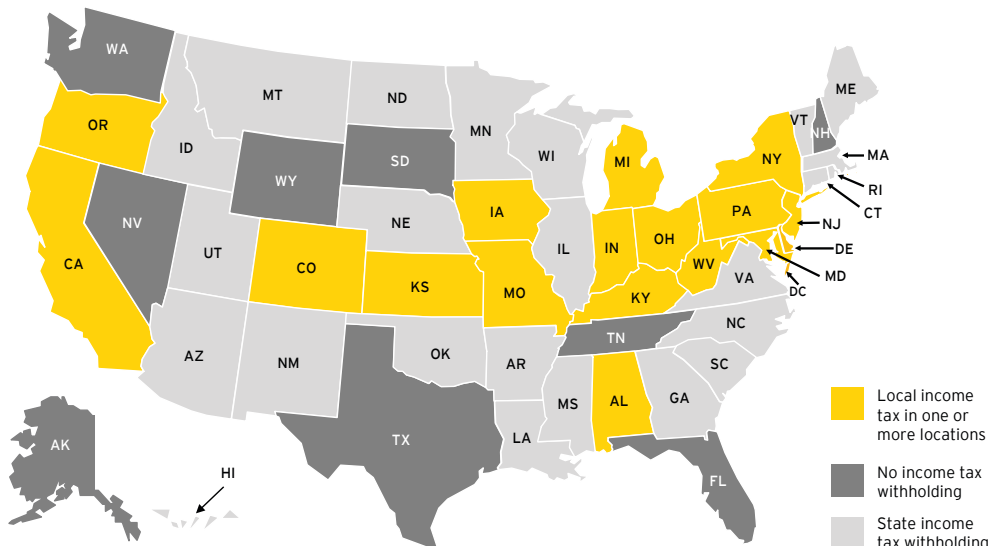 WA
MT
ND
MN
ME
VT
NH
OR
ID
SD
WI
MI
NY
MA
WY
RI
IA
PA
CT
NV
NE
NJ
UT
IL
IN
OH
DE
CA
CO
WV
MD
KS
MO
KY
VA
DC
NC
TN
AZ
NM
OK
AR
SC
MS
AL
GA
LA
TX
AK
HI
FL
Local income
tax in one or
more locations
No income tax
withholding
State income
tax withholding